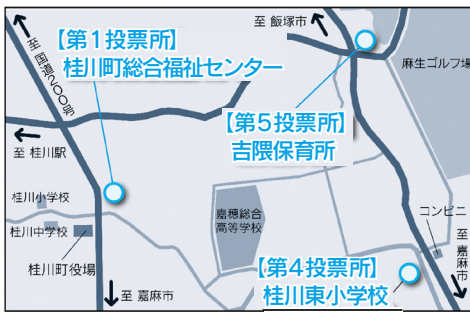 至 国道200号
【第1投票所】
桂川町総合福祉センター
至 飯塚市
麻生ゴルフ場
【第5投票所】
吉隈保育所
至 桂川駅
桂川小学校
桂川中学校
桂川町役場
嘉穂総合
高等学校
コンビニ
至 嘉麻市
【第4投票所】
桂川東小学校
至 嘉麻市